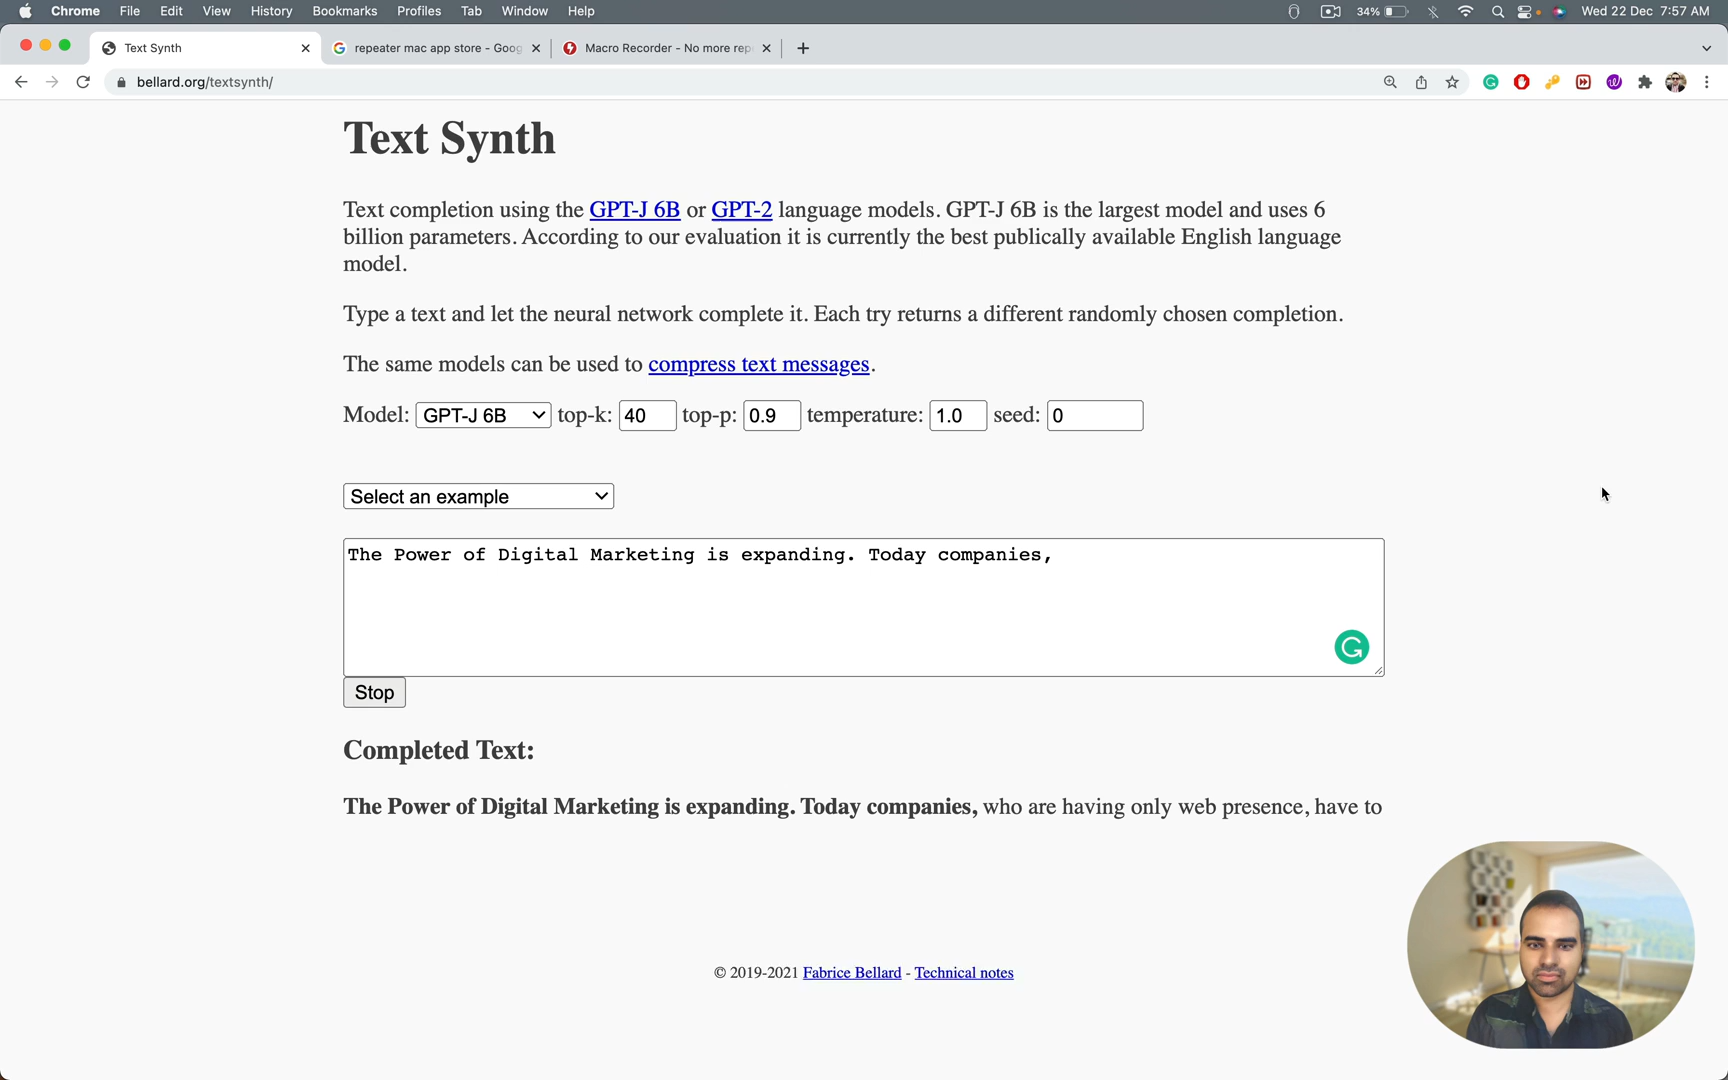 Chrome File Edit View History Bookmarks Profiles Tab Window Help 34% Wed 22 Dec 7:57 AM
Text Synth repeater mac app store - Goog Macro Recorder - No more rep
bellard.org/textsynth/
Text Synth
Text completion using the GPT-J 6B or GPT-2 language models. GPT-J 6B is the largest model and uses 6
billion parameters. According to our evaluation it is currently the best publically available English language
model.
Type a text and let the neural network complete it. Each try returns a different randomly chosen completion.
The same models can be used to compress text messages.
Model: GPT-J 6B top-k: 40 top-p: 0.9 temperature: 1.0 seed: 0
Select an example
The Power of Digital Marketing is expanding. Today companies,
Stop
Completed Text:
The Power of Digital Marketing is expanding. Today companies, who are having only web presence, have to
© 2019-2021 Fabrice Bellard - Technical notes